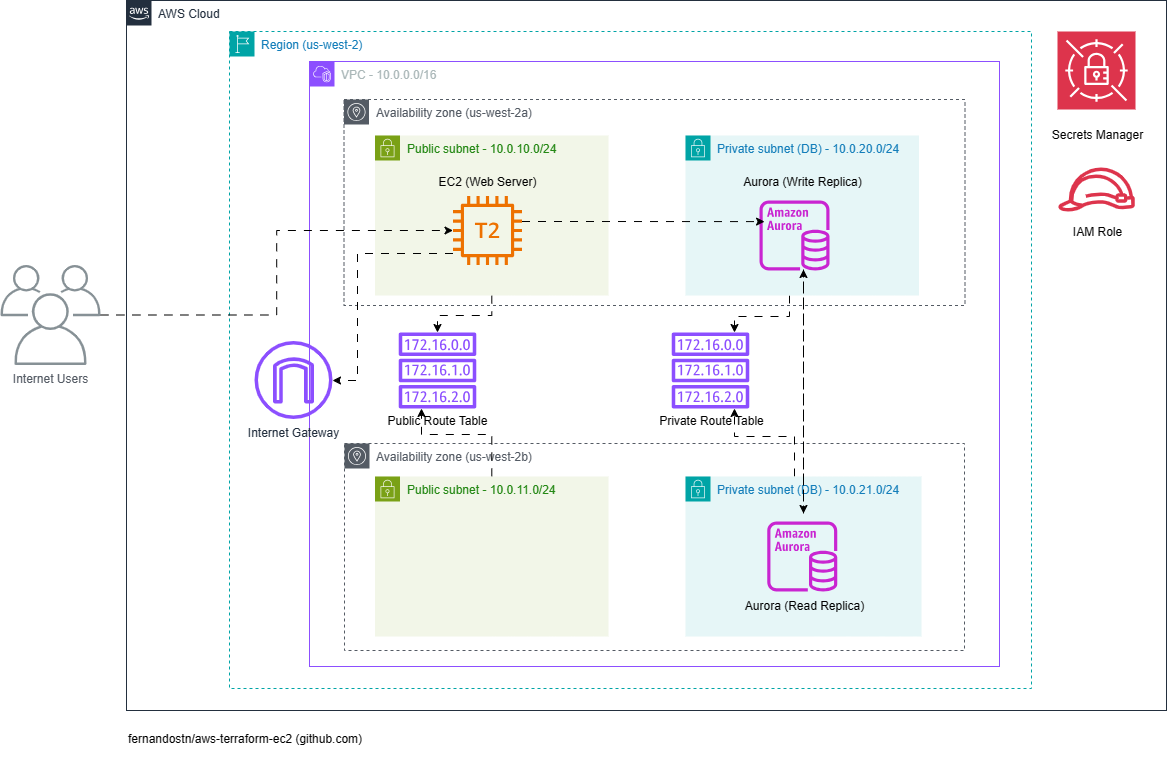 aws
AWS Cloud
Region (us-west-2)
VPC - 10.0.0.0/16
Availability zone (us-west-2a)
Public subnet - 10.0.10.0/24
Private subnet (DB) - 10.0.20.0/24
EC2 (Web Server)
T2
Aurora (Write Replica)
Amazon
Aurora
Secrets Manager
IAM Role
Internet Users
Internet Gateway
172.16.0.0
172.16.1.0
172.16.2.0
Public Route Table
172.16.0.0
172.16.1.0
172.16.2.0
Private Route Table
Availability zone (us-west-2b)
Public subnet - 10.0.11.0/24
Private subnet (DB) - 10.0.21.0/24
Amazon
Aurora
Aurora (Read Replica)
fernandostn/aws-terraform-ec2 (github.com)